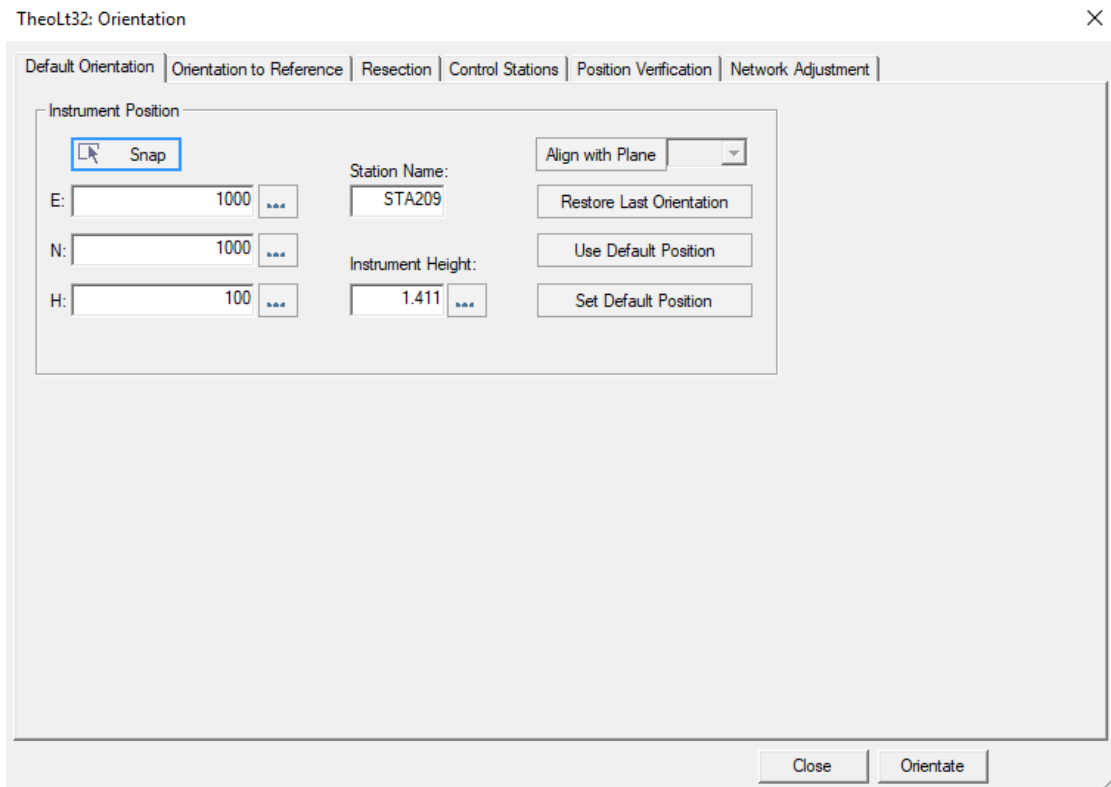 TheoLt32: Orientation
Default Orientation Orientation to Reference Resection Control Stations Position Verification Network Adjustment
Instrument Position
Snap
Station Name:
Align with Plane
E: 1000 ...
STA209
Restore Last Orientation
N: 1000 ...
Instrument Height:
Use Default Position
H: 100 ...
1.411 ...
Set Default Position
Close Orientate